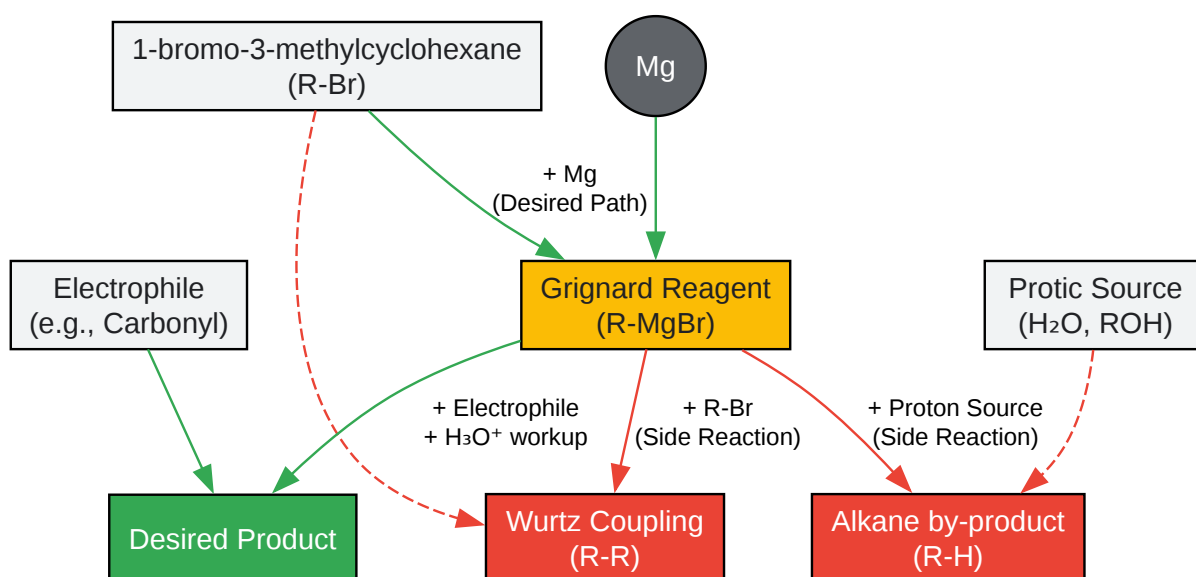 1-bromo-3-methylcyclohexane
(R-Br)
Mg
+ Mg
(Desired Path)
Electrophile
(e.g., Carbonyl)
Grignard Reagent
(R-MgBr)
Protic Source
(H₂O, ROH)
+ Electrophile
+ H₃O⁺ workup
+ R-Br
(Side Reaction)
+ Proton Source
(Side Reaction)
Desired Product
Wurtz Coupling
(R-R)
Alkane by-product
(R-H)